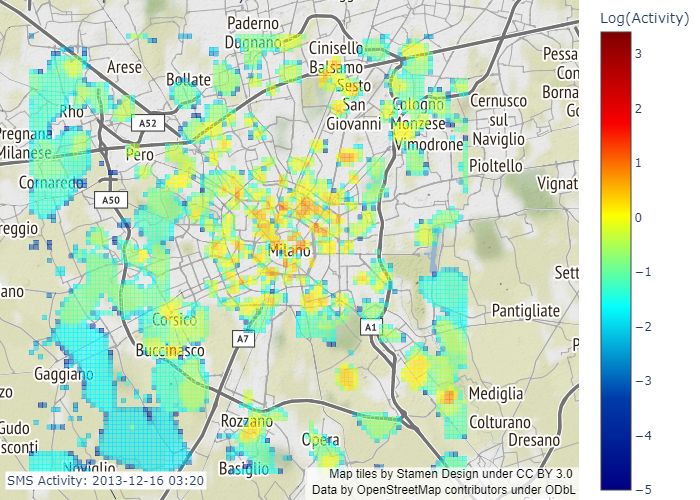 Log(Activity)
Paderno
Dugnano
Cinisello
Balsamo
Arese
Bollate
Sesto
San
Giovanni
Pessa
Con
Borna
Go
Rho
A52
Cologno
Monzese
Cernusco
sul
Naviglio
Pregnana
Milanese
Pero
Vimodrone
Pioltello
Cornaredo
A50
Vignat
reggio
Milano
Sett
ano
Corsico
Pantigliate
A7
A1
Buccinasco
P
Gaggiano
zo
Mediglia
Rozzano
Colturano
Gudo
sconti
Opera
Dresano
Noviglio
Basiglio
SMS Activity: 2013-12-16 03:20
Map tiles by Stamen Design under CC BY 3.0
Data by OpenStreetMap contributors under ODbL
3
2
1
0
−1
−2
−3
−4
−5